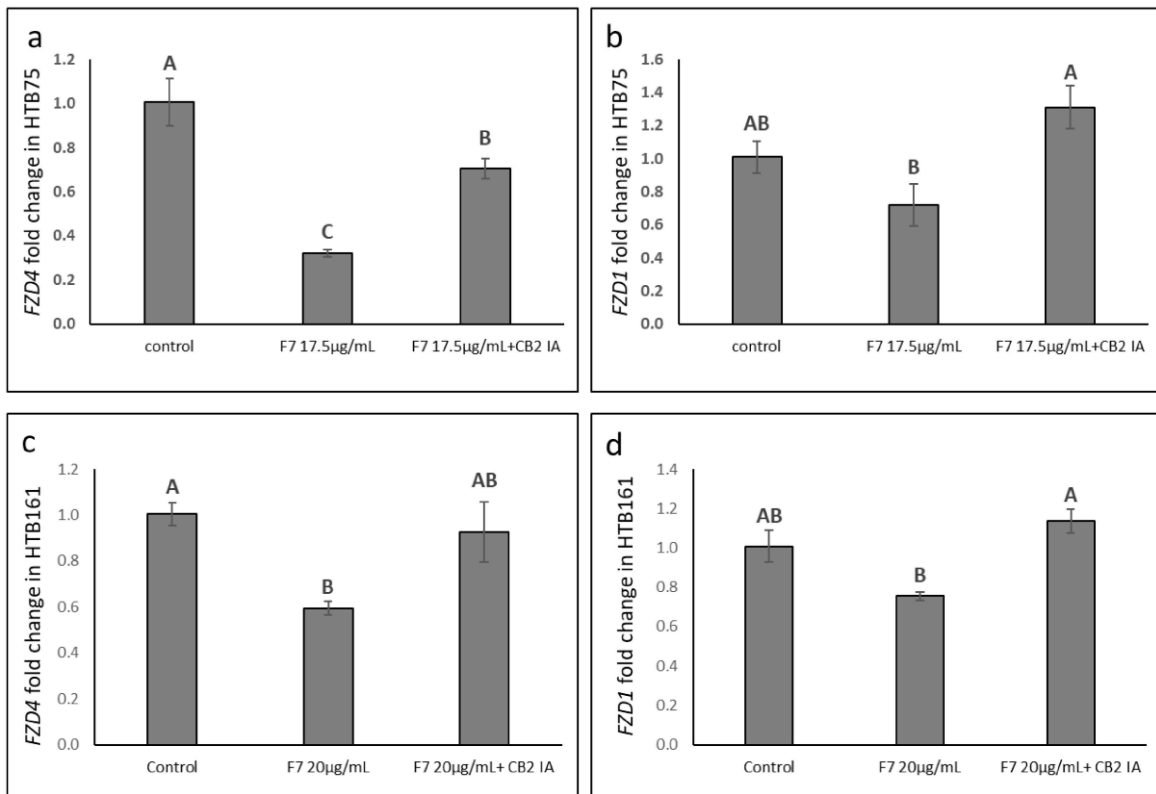 a
FZD4 fold change in HTB75
1.2
1.0
0.8
0.6
0.4
0.2
0.0
A
C
B
control
F7 17.5µg/mL
F7 17.5µg/mL+CB2 IA
b
FZD1 fold change in HTB75
1.6
1.4
1.2
1.0
0.8
0.6
0.4
0.2
0.0
AB
B
A
control
F7 17.5µg/mL
F7 17.5µg/mL+CB2 IA
c
FZD4 fold change in HTB161
1.2
1.0
0.8
0.6
0.4
0.2
0.0
A
B
AB
Control
F7 20µg/mL
F7 20µg/mL+ CB2 IA
d
FZD1 fold change in HTB161
1.4
1.2
1.0
0.8
0.6
0.4
0.2
0.0
AB
B
A
Control
F7 20µg/mL
F7 20µg/mL+ CB2 IA